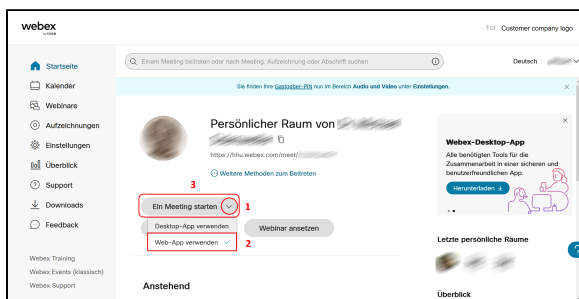 webex
by CISCO
For Customer company logo
Startseite
Einem Meeting beitreten oder nach Meeting, Aufzeichnung oder Abschrift suchen
Deutsch
Kalender
Sie finden Ihre Gastgeber-PIN nun im Bereich Audio und Video unter Einstellungen.
Webinare
Aufzeichnungen
Einstellungen
Überblick
Support
Downloads
Feedback
Webex Training
Webex Events (klassisch)
Webex Support
Persönlicher Raum von
https://hhu.webex.com/meet/
Weitere Methoden zum Beitreten
3
Ein Meeting starten
1
Desktop-App verwenden
Web-App verwenden
2
Webinar ansetzen
Anstehend
Webex-Desktop-App
Alle benötigten Tools für die
Zusammenarbeit in einer sicheren und
benutzerfreundlichen App.
Herunterladen
Letzte persönliche Räume
?
Überblick